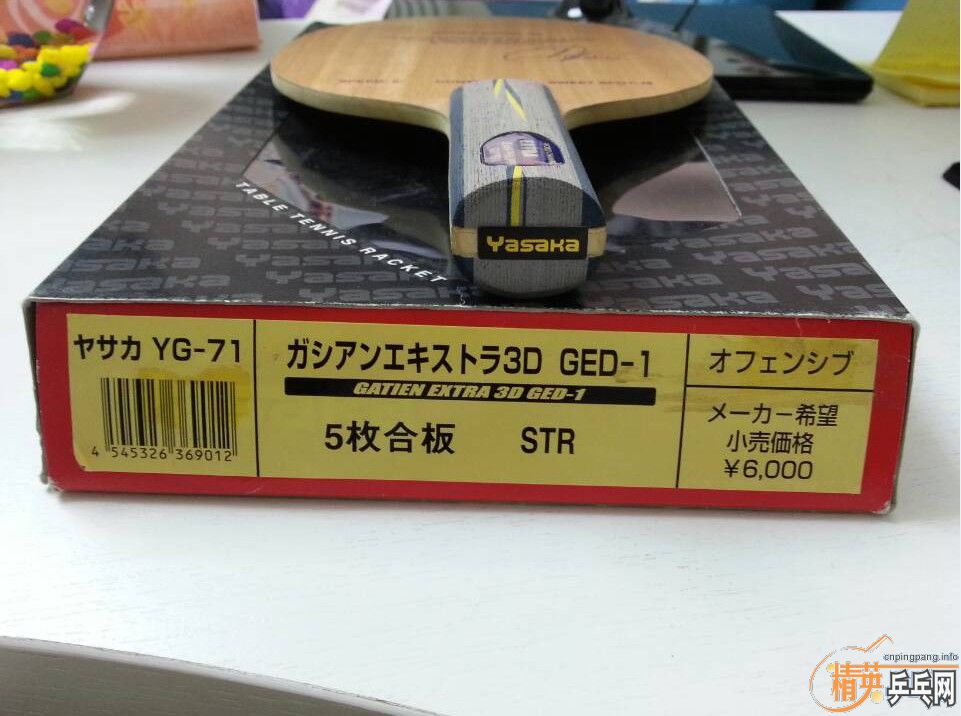 TABLE TENNIS RACKET
Yasaka
ヤサカ YG-71
4 545326 369012
ガシアンエキストラ3D GED-1
GATIEN EXTRA 3D GED-1
5枚合板 STR
オフェンシブ
メーカー希望
小売価格
¥6,000
cnpingpang.info
精英乒乓网